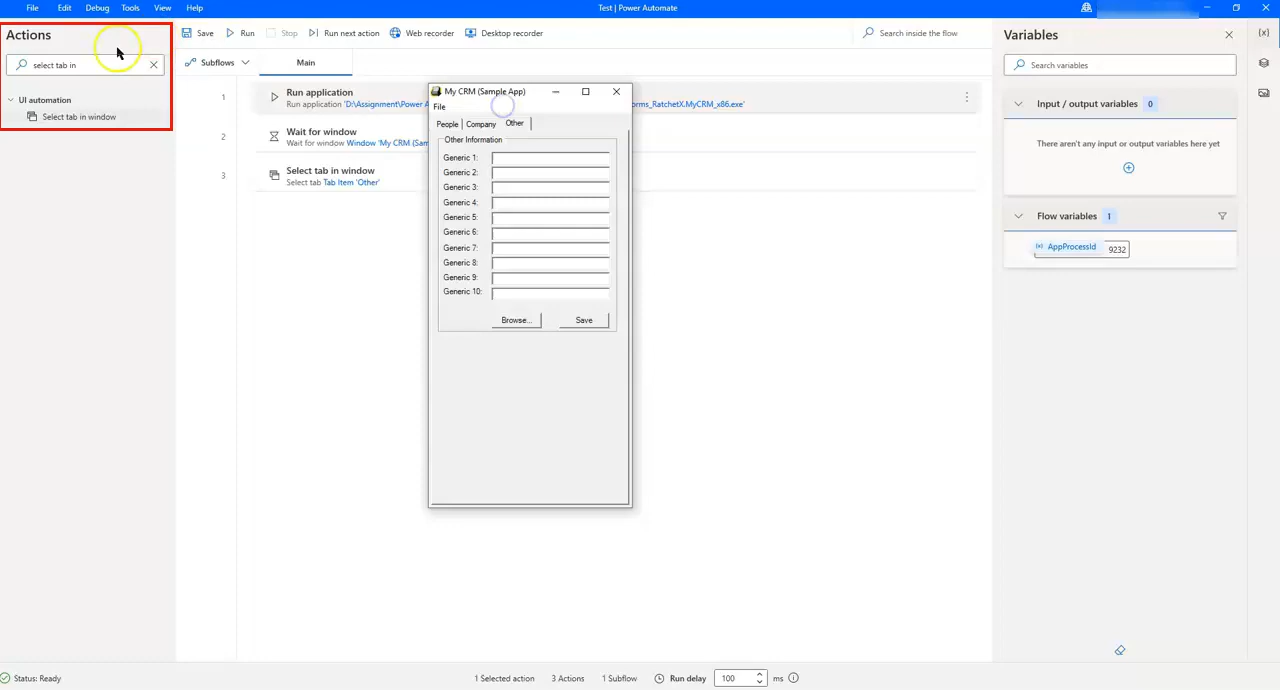 File Edit Debug Tools View Help
Test | Power Automate
Actions
select tab in
UI automation
Select tab in window
Save Run Stop Run next action Web recorder Desktop recorder
Search inside the flow
Subflows Main
1
Run application
Run application 'D:\Assignment\Power A
orms_RatchetX.MyCRM_x86.exe'
2
Wait for window
Wait for window Window 'My CRM (Sam
3
Select tab in window
Select tab Tab Item 'Other'
My CRM (Sample App)
File
People Company Other
Other Information
Generic 1:
Generic 2:
Generic 3:
Generic 4:
Generic 5:
Generic 6:
Generic 7:
Generic 8:
Generic 9:
Generic 10:
Browse... Save
Variables
{x}
Search variables
Input / output variables 0
There aren't any input or output variables here yet
Flow variables 1
(x) AppProcessId 9232
Status: Ready
1 Selected action 3 Actions 1 Subflow Run delay 100 ms